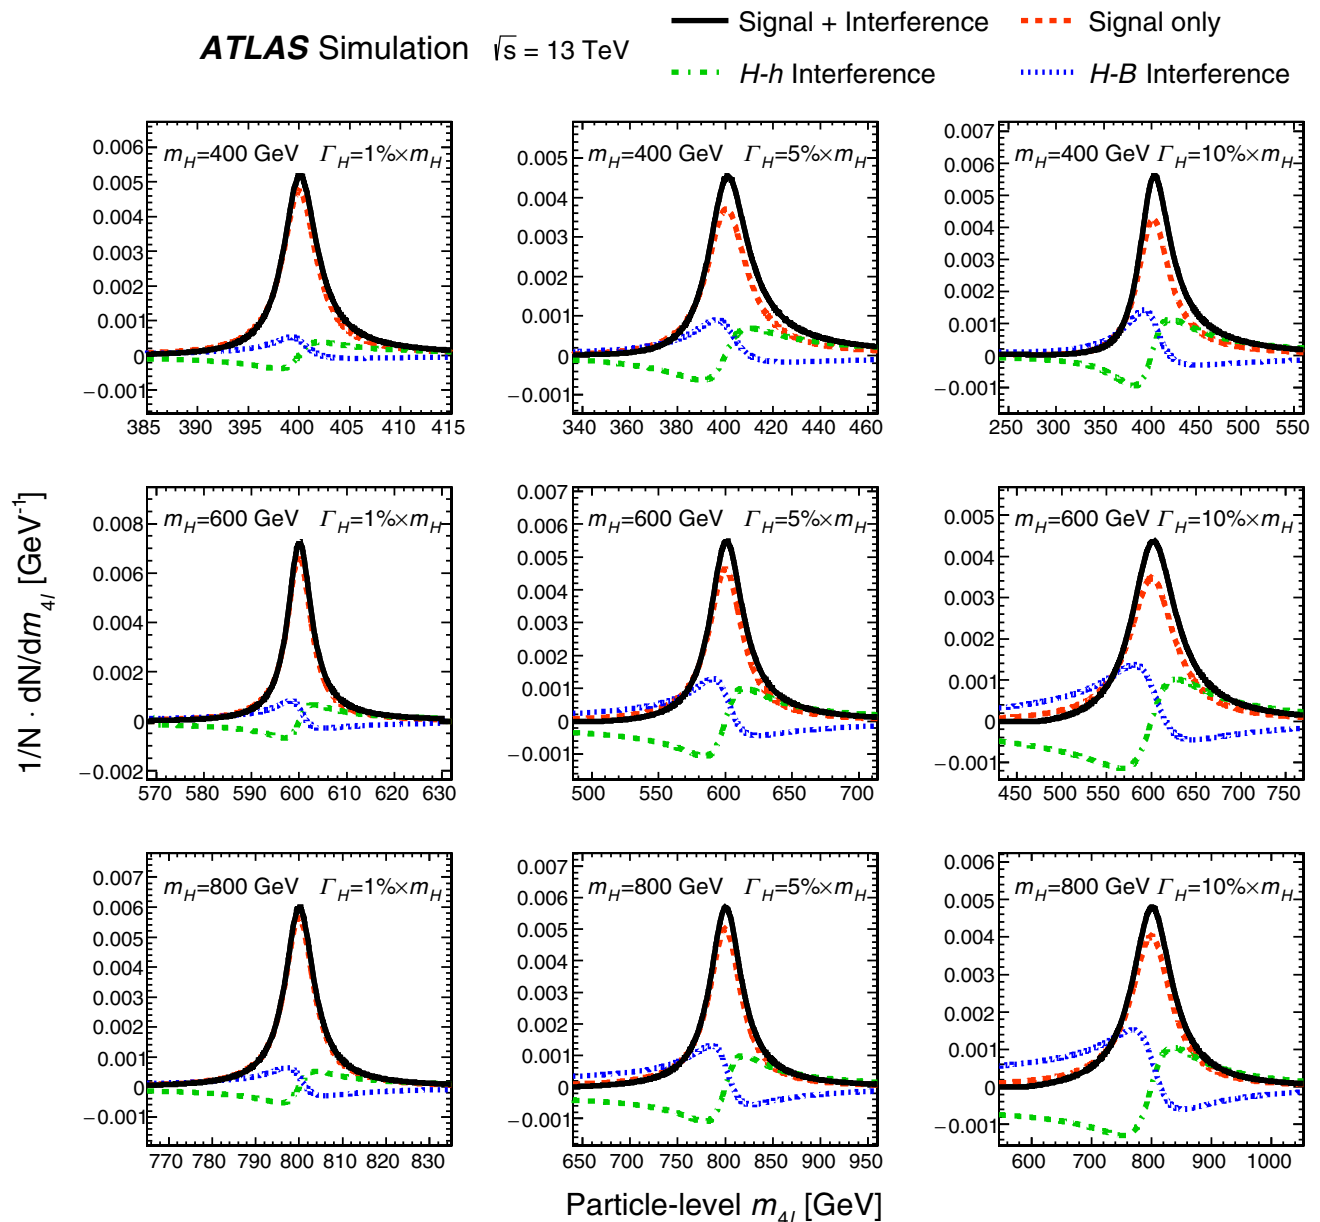 ATLAS Simulation √s = 13 TeV
Signal + Interference
Signal only
H-h Interference
H-B Interference
m_H=400 GeV Γ_H=1%×m_H
0.006
0.005
0.004
0.003
0.002
0.001
0
−0.001
385 390 395 400 405 410 415
m_H=400 GeV Γ_H=5%×m_H
0.005
0.004
0.003
0.002
0.001
0
−0.001
340 360 380 400 420 440 460
m_H=400 GeV Γ_H=10%×m_H
0.007
0.006
0.005
0.004
0.003
0.002
0.001
0
−0.001
250 300 350 400 450 500 550
1/N · dN/dm_4l [GeV⁻¹]
m_H=600 GeV Γ_H=1%×m_H
0.008
0.006
0.004
0.002
0
−0.002
570 580 590 600 610 620 630
m_H=600 GeV Γ_H=5%×m_H
0.007
0.006
0.005
0.004
0.003
0.002
0.001
0
−0.001
500 550 600 650 700
m_H=600 GeV Γ_H=10%×m_H
0.005
0.004
0.003
0.002
0.001
0
−0.001
450 500 550 600 650 700 750
m_H=800 GeV Γ_H=1%×m_H
0.007
0.006
0.005
0.004
0.003
0.002
0.001
0
−0.001
770 780 790 800 810 820 830
m_H=800 GeV Γ_H=5%×m_H
0.007
0.006
0.005
0.004
0.003
0.002
0.001
0
−0.001
650 700 750 800 850 900 950
m_H=800 GeV Γ_H=10%×m_H
0.006
0.005
0.004
0.003
0.002
0.001
0
−0.001
600 700 800 900 1000
Particle-level m_4l [GeV]